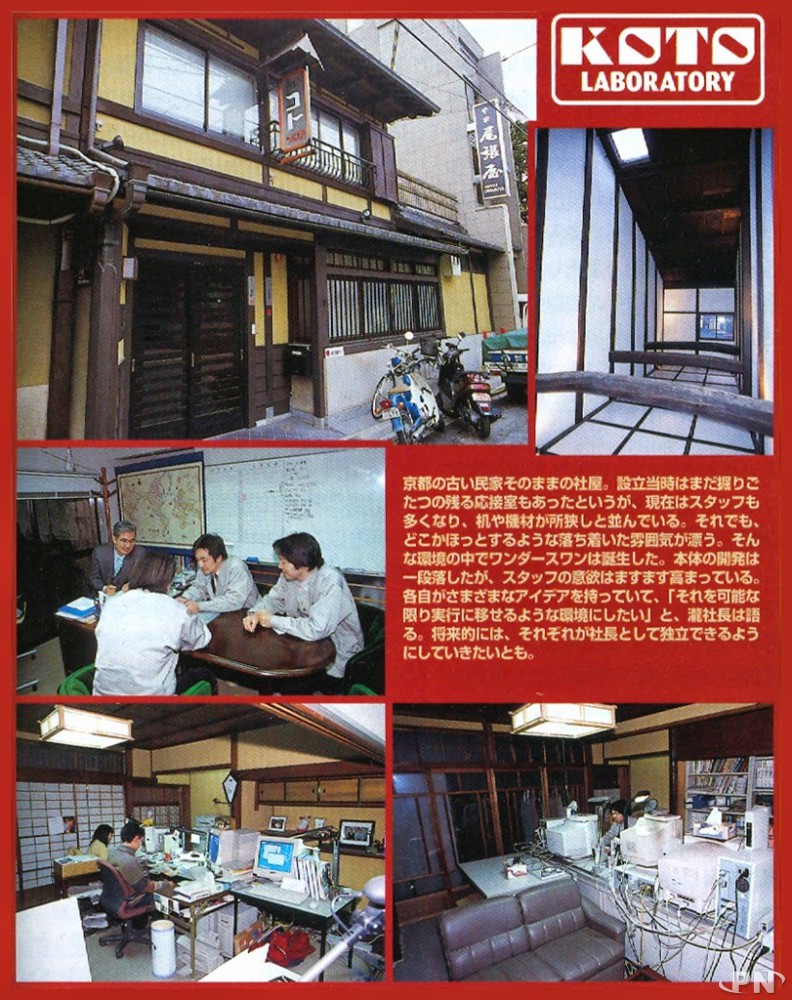 KOTO
LABORATORY
コト
尾張屋
京都の古い民家そのままの社屋。設立当時はまだ掘りご
たつの残る応接室もあったというが、現在はスタッフも
多くなり、机や機材が所狭しと並んでいる。それでも、
どこかほっとするような落ち着いた雰囲気が漂う。そん
な環境の中でワンダースワンは誕生した。本体の開発は
一段落したが、スタッフの意欲はますます高まっている。
各自がさまざまなアイデアを持っていて、「それを可能な
限り実行に移せるような環境にしたい」と、瀧社長は語
る。将来的には、それぞれが社長として独立できるよう
にしていきたいとも。
PN